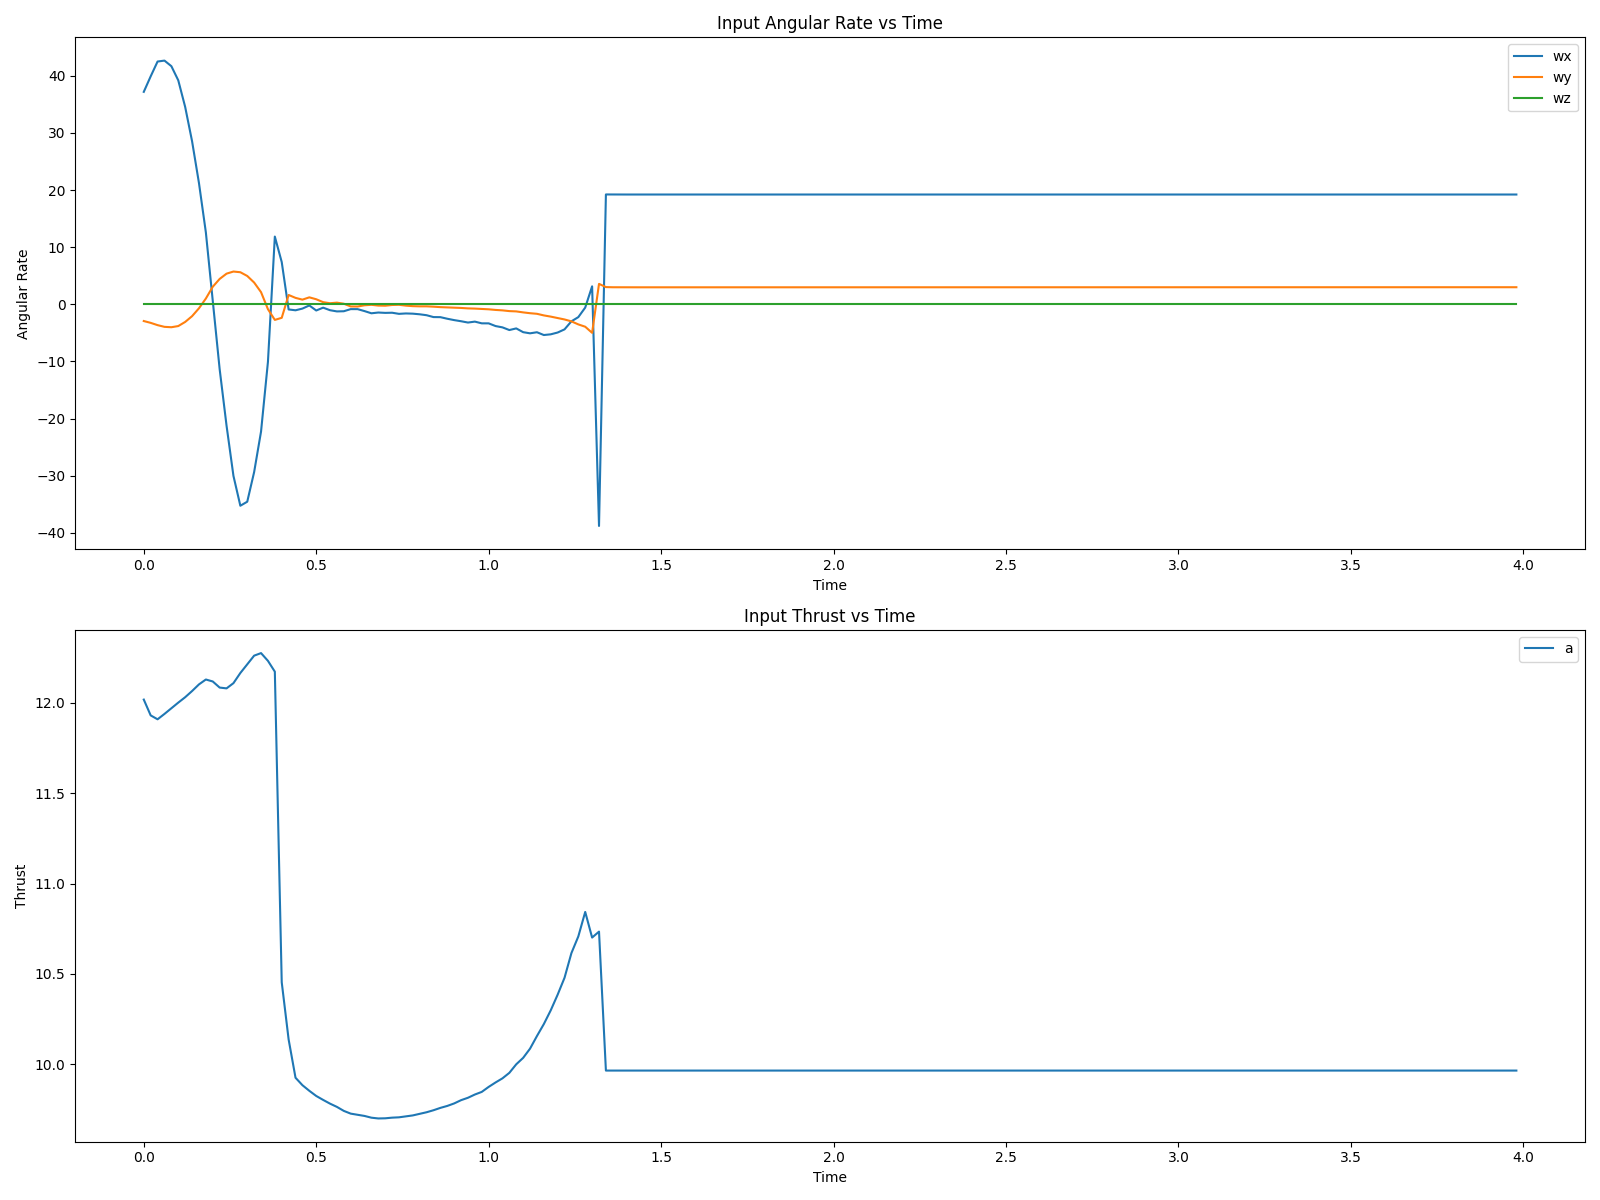 Input Angular Rate vs Time
Angular Rate
40
30
20
10
0
−10
−20
−30
−40
wx
wy
wz
0.0 0.5 1.0 1.5 2.0 2.5 3.0 3.5 4.0
Time
Input Thrust vs Time
Thrust
12.0
11.5
11.0
10.5
10.0
a
0.0 0.5 1.0 1.5 2.0 2.5 3.0 3.5 4.0
Time